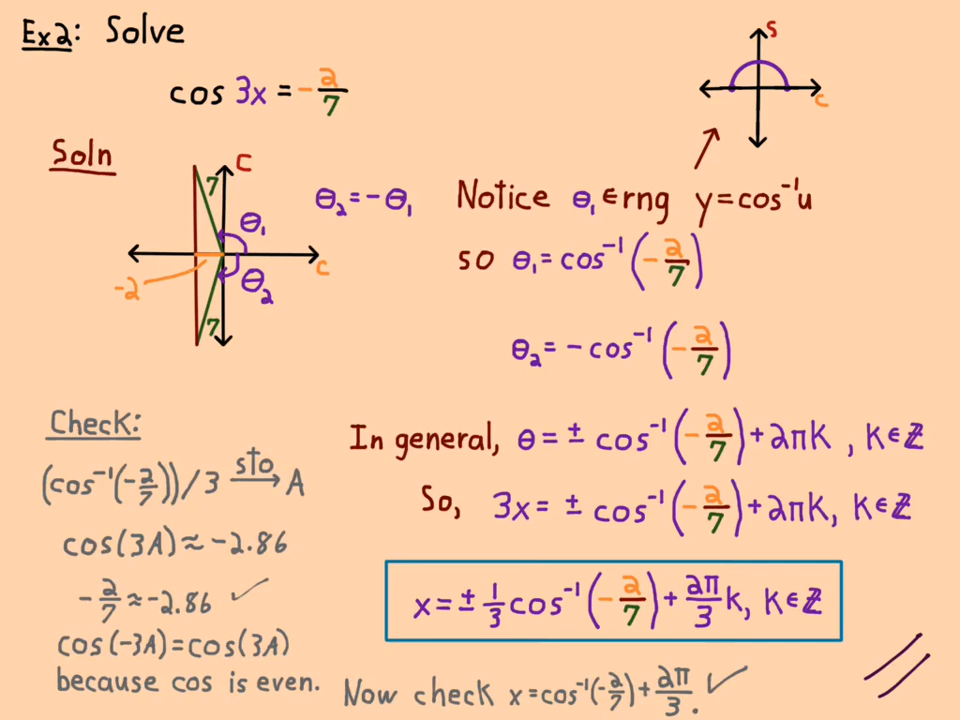 Ex2: Solve
cos 3x = -2/7
S
C
Soln
C
7
θ₁
C
-2
θ₂
7
θ₂ = -θ₁
Notice θ₁ ∈ rng y = cos⁻¹u
so θ₁ = cos⁻¹(-2/7)
θ₂ = -cos⁻¹(-2/7)
In general, θ = ± cos⁻¹(-2/7) + 2πK , K ∈ ℤ
So, 3x = ± cos⁻¹(-2/7) + 2πK, K ∈ ℤ
x = ± 1/3 cos⁻¹(-2/7) + 2π/3 K, K ∈ ℤ
Check:
(cos⁻¹(-2/7))/3 sto→ A
cos(3A) ≈ -2.86
-2/7 ≈ -2.86 ✓
cos(-3A) = cos(3A)
because cos is even.
Now check x = cos⁻¹(-2/7) + 2π/3. ✓